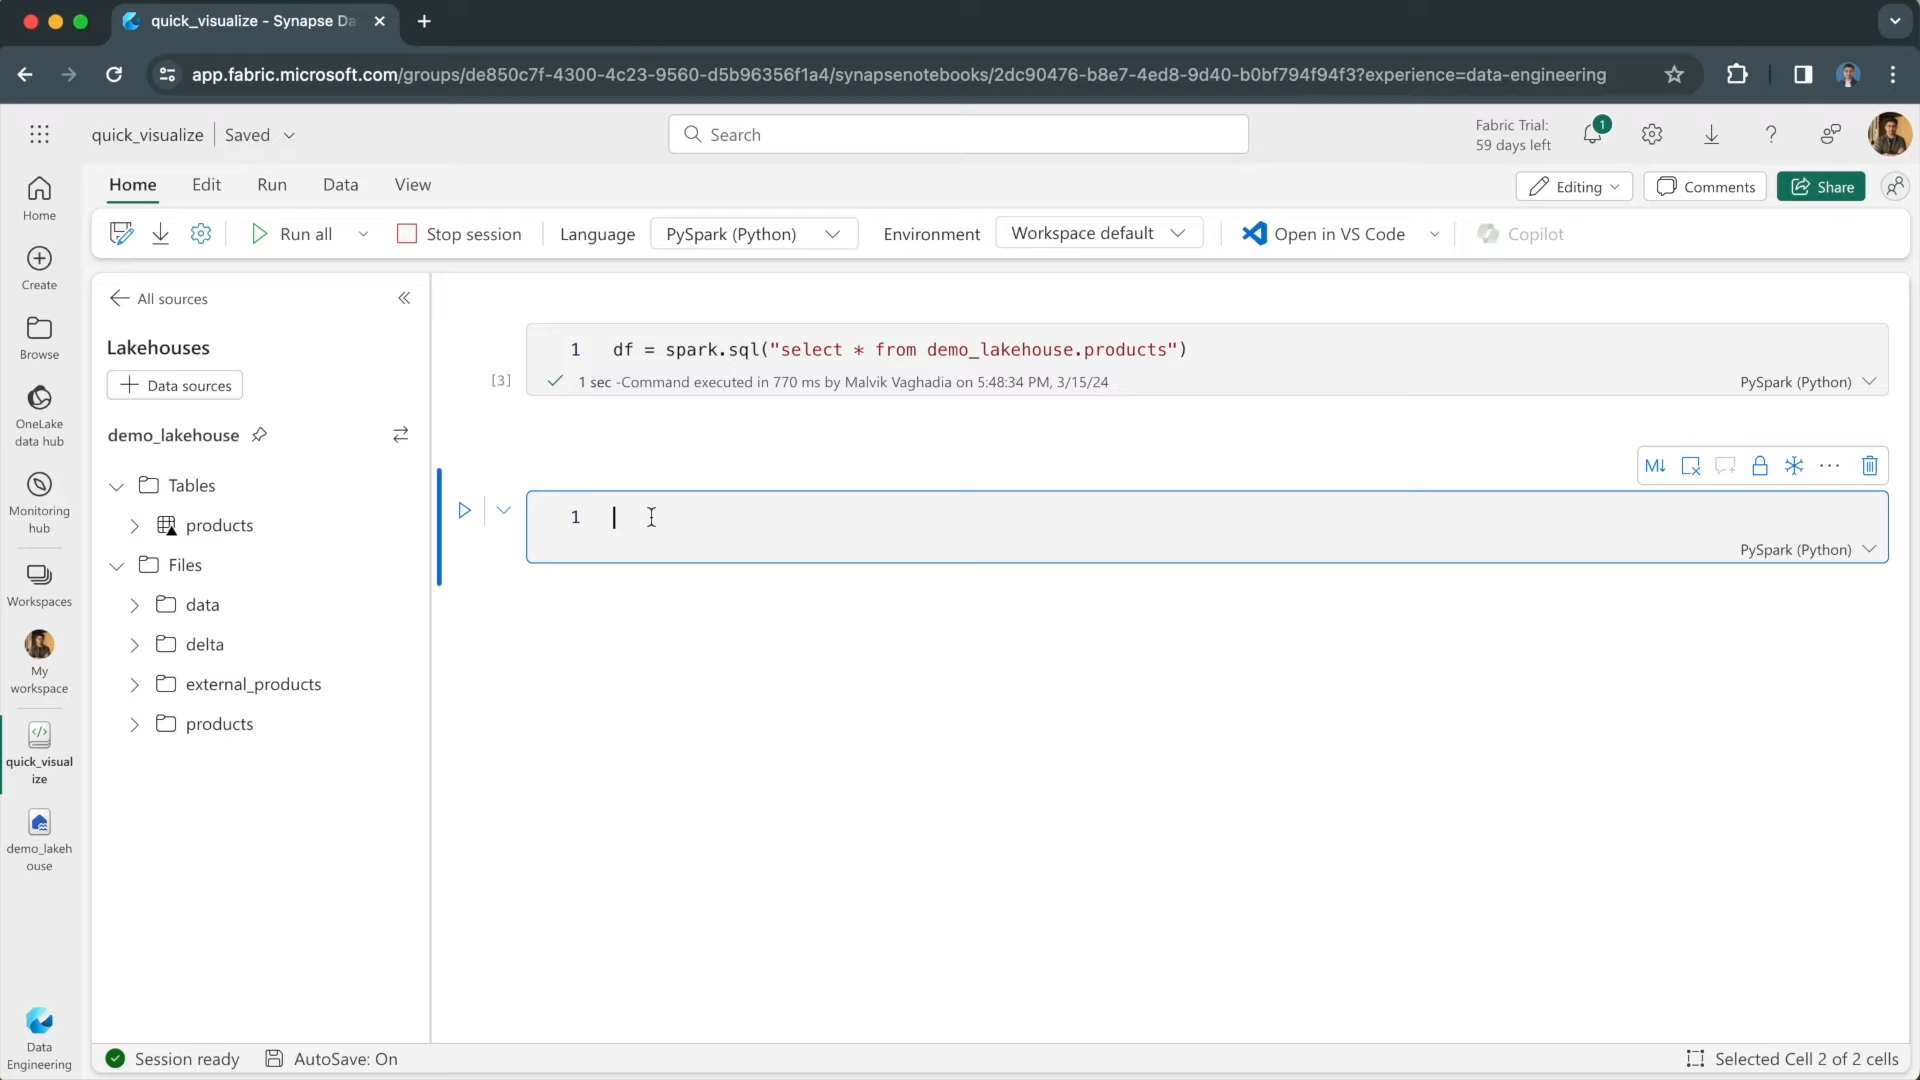 quick_visualize - Synapse Da
app.fabric.microsoft.com/groups/de850c7f-4300-4c23-9560-d5b96356f1a4/synapsenotebooks/2dc90476-b8e7-4ed8-9d40-b0bf794f94f3?experience=data-engineering
quick_visualize
Saved
Search
Fabric Trial:
59 days left
1
?
Home
Edit
Run
Data
View
Editing
Comments
Share
Run all
Stop session
Language
PySpark (Python)
Environment
Workspace default
Open in VS Code
Copilot
Home
Create
Browse
OneLake
data hub
Monitoring
hub
Workspaces
My
workspace
quick_visual
ize
demo_lakeh
ouse
Data
Engineering
All sources
Lakehouses
Data sources
demo_lakehouse
Tables
products
Files
data
delta
external_products
products
1 df = spark.sql("select * from demo_lakehouse.products")
[3]
1 sec -Command executed in 770 ms by Malvik Vaghadia on 5:48:34 PM, 3/15/24
PySpark (Python)
M↓
1
PySpark (Python)
Session ready
AutoSave: On
Selected Cell 2 of 2 cells